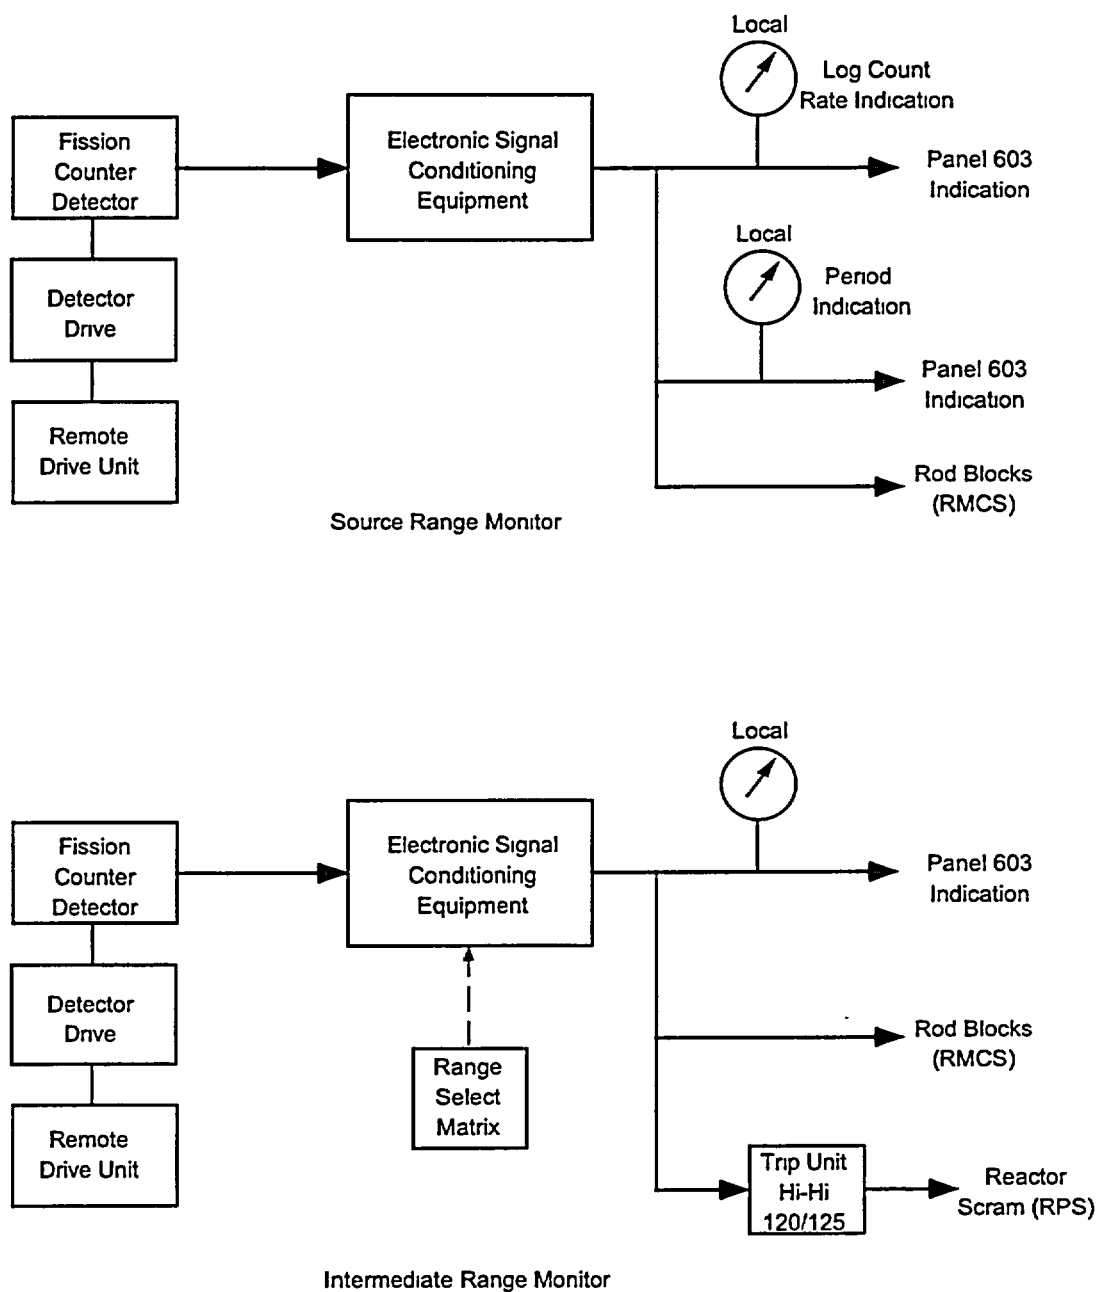 Local
Log Count
Rate Indication
Fission
Counter
Detector
Electronic Signal
Conditioning
Equipment
Panel 603
Indication
Local
Period
Indication
Detector
Drive
Panel 603
Indication
Remote
Drive Unit
Rod Blocks
(RMCS)
Source Range Monitor
Local
Fission
Counter
Detector
Electronic Signal
Conditioning
Equipment
Panel 603
Indication
Detector
Drive
Rod Blocks
(RMCS)
Range
Select
Matrix
Remote
Drive Unit
Trip Unit
Hi-Hi
120/125
Reactor
Scram (RPS)
Intermediate Range Monitor